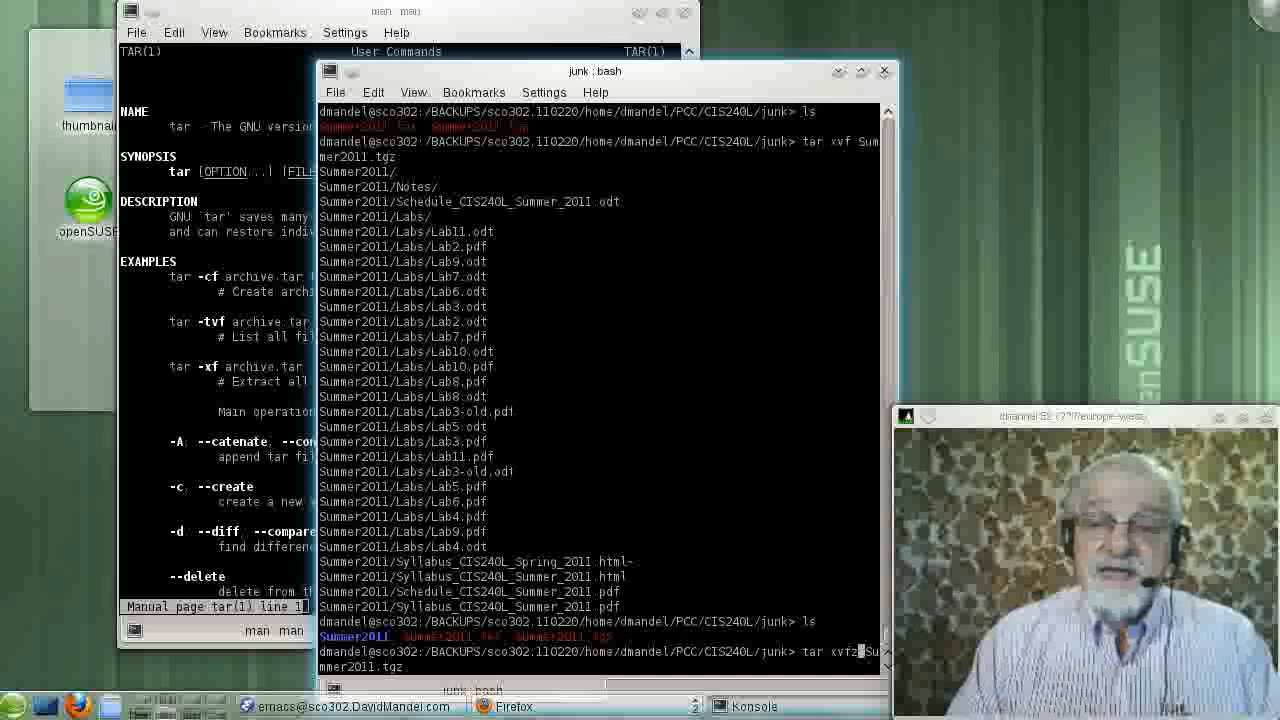 man man
File Edit View Bookmarks Settings Help
TAR(1) User Commands TAR(1)
NAME
tar - The GNU version
SYNOPSIS
tar [OPTION...] [FILE
DESCRIPTION
GNU `tar' saves many
and can restore indiv
EXAMPLES
tar -cf archive.tar
# Create archi
tar -tvf archive.tar
# List all fil
tar -xf archive.tar
# Extract all
Main operation
-A, --catenate, --con
append tar fil
-c, --create
create a new
-d, --diff, --compare
find difference
--delete
delete from th
Manual page tar(1) line 1
man man
thumbnai
openSUSE
junk : bash
File Edit View Bookmarks Settings Help
dmandel@sco302:/BACKUPS/sco302.110220/home/dmandel/PCC/CIS240L/junk> ls
Summer2011.tar Summer2011.tgz
dmandel@sco302:/BACKUPS/sco302.110220/home/dmandel/PCC/CIS240L/junk> tar xvf Sum
mer2011.tgz
Summer2011/
Summer2011/Notes/
Summer2011/Schedule_CIS240L_Summer_2011.odt
Summer2011/Labs/
Summer2011/Labs/Lab11.odt
Summer2011/Labs/Lab2.pdf
Summer2011/Labs/Lab9.odt
Summer2011/Labs/Lab7.odt
Summer2011/Labs/Lab6.odt
Summer2011/Labs/Lab3.odt
Summer2011/Labs/Lab2.odt
Summer2011/Labs/Lab7.pdf
Summer2011/Labs/Lab10.odt
Summer2011/Labs/Lab10.pdf
Summer2011/Labs/Lab8.pdf
Summer2011/Labs/Lab8.odt
Summer2011/Labs/Lab3-old.pdf
Summer2011/Labs/Lab5.odt
Summer2011/Labs/Lab3.pdf
Summer2011/Labs/Lab11.pdf
Summer2011/Labs/Lab3-old.odt
Summer2011/Labs/Lab5.pdf
Summer2011/Labs/Lab6.pdf
Summer2011/Labs/Lab4.pdf
Summer2011/Labs/Lab9.pdf
Summer2011/Labs/Lab4.odt
Summer2011/Syllabus_CIS240L_Spring_2011.html~
Summer2011/Syllabus_CIS240L_Summer_2011.html
Summer2011/Schedule_CIS240L_Summer_2011.pdf
Summer2011/Syllabus_CIS240L_Summer_2011.pdf
dmandel@sco302:/BACKUPS/sco302.110220/home/dmandel/PCC/CIS240L/junk> ls
Summer2011 Summer2011.tar Summer2011.tgz
dmandel@sco302:/BACKUPS/sco302.110220/home/dmandel/PCC/CIS240L/junk> tar xvfz Su
mmer2011.tgz
junk : bash
enSUSE
emacs@sco302.DavidMandel.com
Firefox
2
Konsole